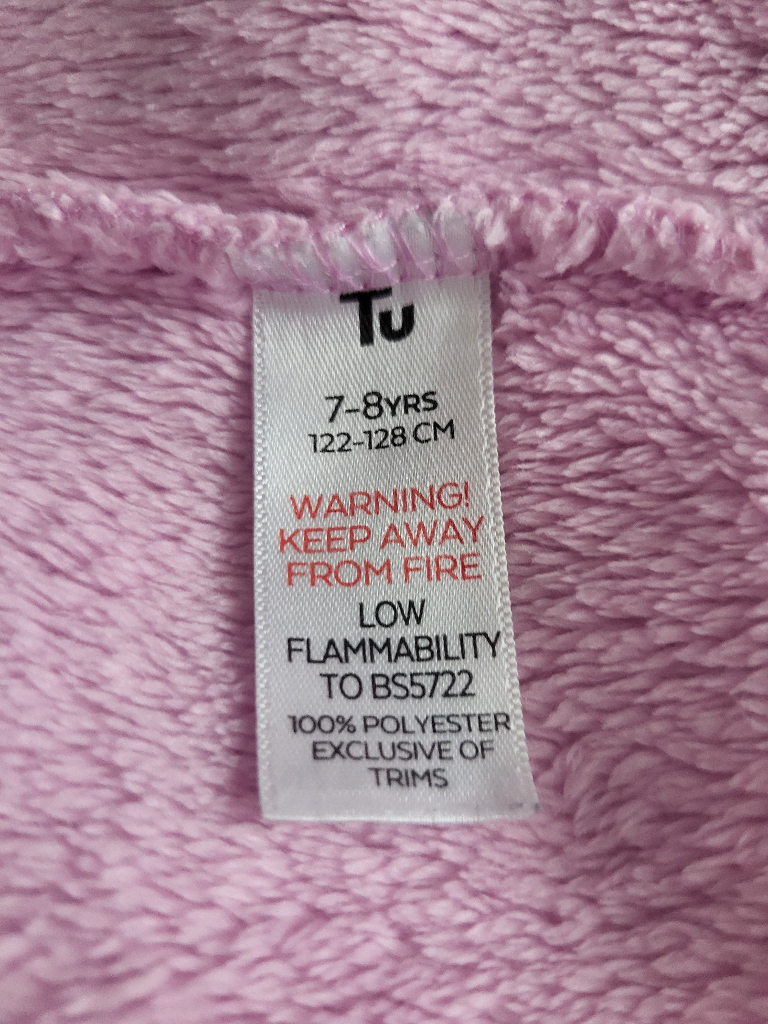 Tu
7-8YRS
122-128 CM
WARNING!
KEEP AWAY
FROM FIRE
LOW
FLAMMABILITY
TO BS5722
100% POLYESTER
EXCLUSIVE OF
TRIMS